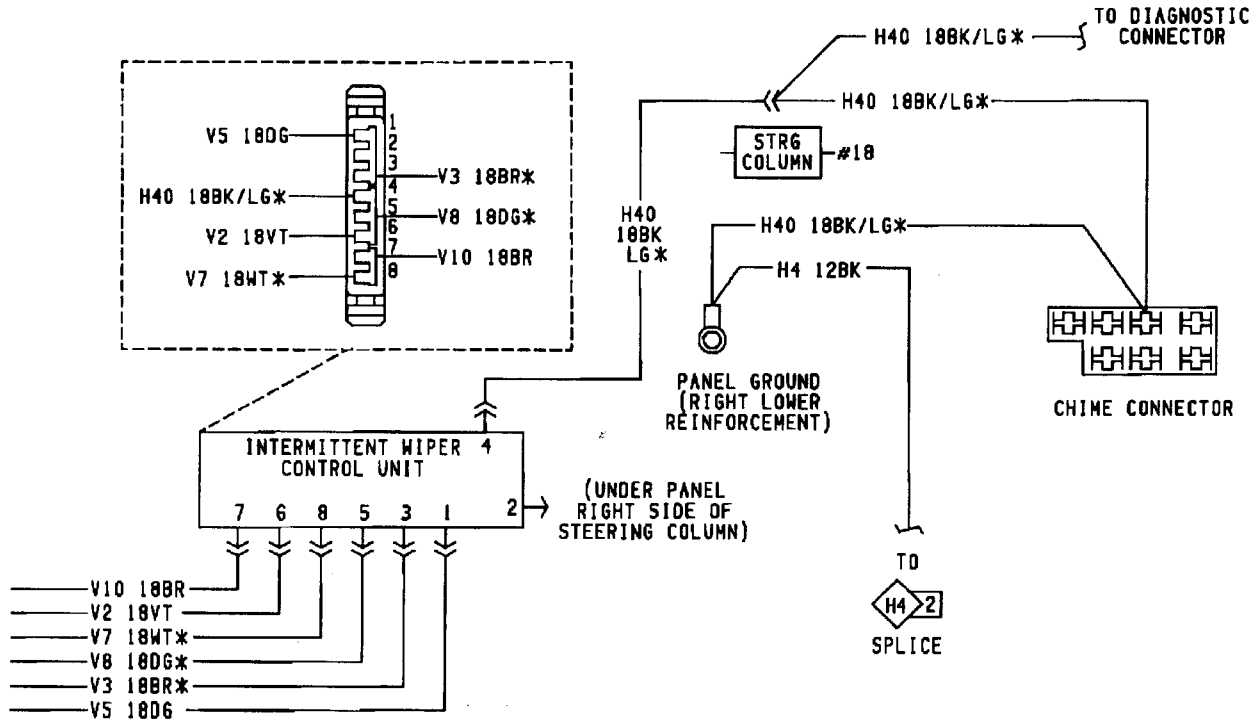 TO DIAGNOSTIC
CONNECTOR
H40 18BK/LG*
H40 18BK/LG*
STRG
COLUMN
#18
V5 18DG
1
2
3
4
5
6
7
8
V3 18BR*
H40 18BK/LG*
V8 18DG*
V2 18VT
V10 18BR
V7 18WT*
H40
18BK
LG*
H40 18BK/LG*
H4 12BK
PANEL GROUND
(RIGHT LOWER
REINFORCEMENT)
CHIME CONNECTOR
INTERMITTENT WIPER 4
CONTROL UNIT
7 6 8 5 3 1 2
(UNDER PANEL
RIGHT SIDE OF
STEERING COLUMN)
TO
H4 2
SPLICE
V10 18BR
V2 18VT
V7 18WT*
V8 18DG*
V3 18BR*
V5 18DG